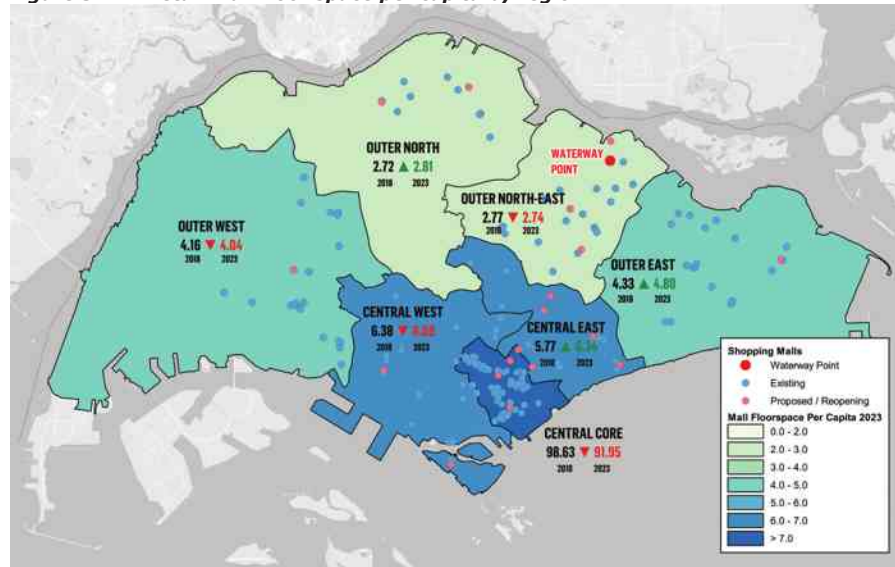 per capita by
OUTER NORTH
2.72 ▲ 2.81
2018 2023
WATERWAY
POINT
OUTER NORTH-EAST
2.77 ▼ 2.74
2018 2023
OUTER WEST
4.16 ▼ 4.04
2018 2023
OUTER EAST
4.33 ▲ 4.80
2018 2023
CENTRAL WEST
6.38 ▼
2018 2023
CENTRAL EAST
5.77 ▲
2018 2023
CENTRAL CORE
98.63 ▼ 91.95
2018 2023
Shopping Malls
Waterway Point
Existing
Proposed / Reopening
Mall Floorspace Per Capita 2023
0.0 - 2.0
2.0 - 3.0
3.0 - 4.0
4.0 - 5.0
5.0 - 6.0
6.0 - 7.0
> 7.0